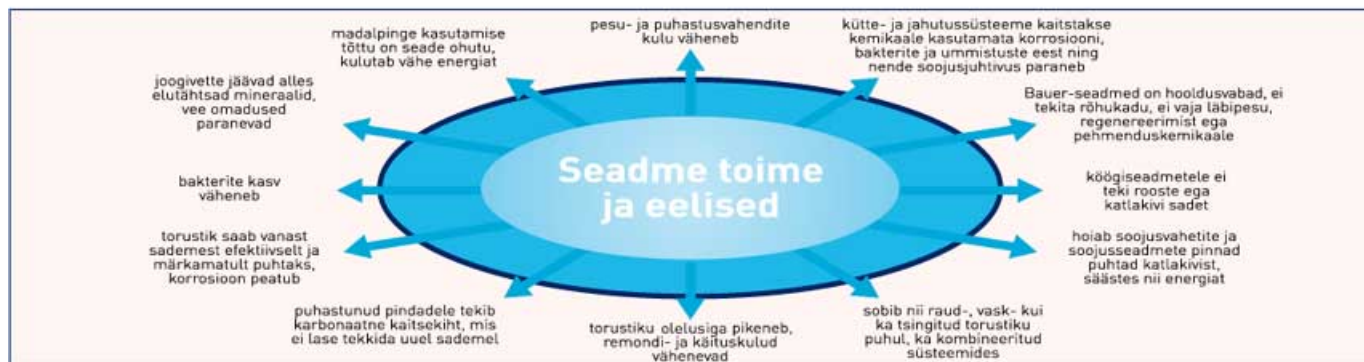 Seadme toime
ja eelised
pesu- ja puhastusvahendite
kulu väheneb
kütte- ja jahutussüsteeme kaitstakse
kemikaale kasutamata korrosiooni,
bakterite ja ummistuste eest ning
nende soojusjuhtivus paraneb
Bauer-seadmed on hooldusvabad, ei
tekita rõhukadu, ei vaja läbipesu,
regenereerimist ega
pehmenduskemikaale
köögiseadmetele ei
teki rooste ega
katlakivi sadet
hoiab soojusvahetite ja
soojusseadmete pinnad
puhtad katlakivist,
säästes nii energiat
sobib nii raud-, vask- kui
ka tsingitud torustiku
puhul, ka kombineeritud
süsteemides
torustiku olelusiga pikeneb,
remondi- ja käituskulud
vähenevad
puhastunud pindadele tekib
karbonaatne kaitsekiht, mis
ei lase tekkida uuel sademel
torustik saab vanast
sademest efektiivselt ja
märkamatult puhtaks,
korrosioon peatub
bakterite kasv
väheneb
joogivette jäävad alles
elutähtsad mineraalid,
vee omadused
paranevad
madalpinge kasutamise
tõttu on seade ohutu,
kulutab vähe energiat